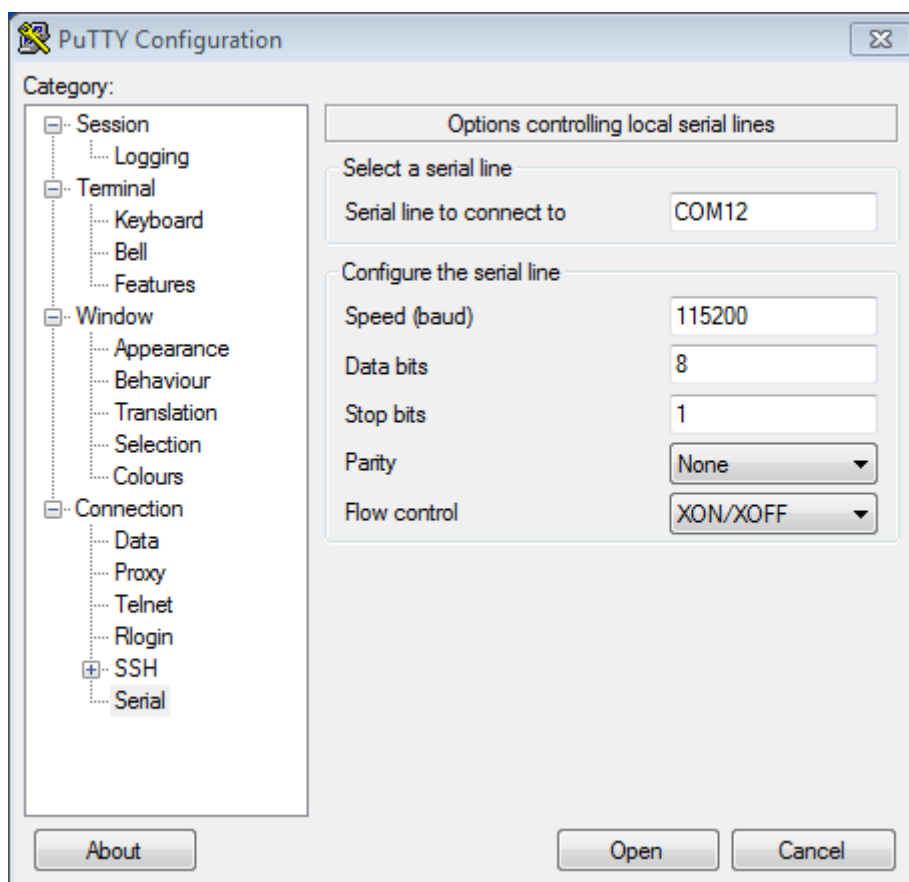 PuTTY Configuration
Category:
Session
Logging
Terminal
Keyboard
Bell
Features
Window
Appearance
Behaviour
Translation
Selection
Colours
Connection
Data
Proxy
Telnet
Rlogin
SSH
Serial
Options controlling local serial lines
Select a serial line
Serial line to connect to COM12
Configure the serial line
Speed (baud) 115200
Data bits 8
Stop bits 1
Parity None
Flow control XON/XOFF
About Open Cancel